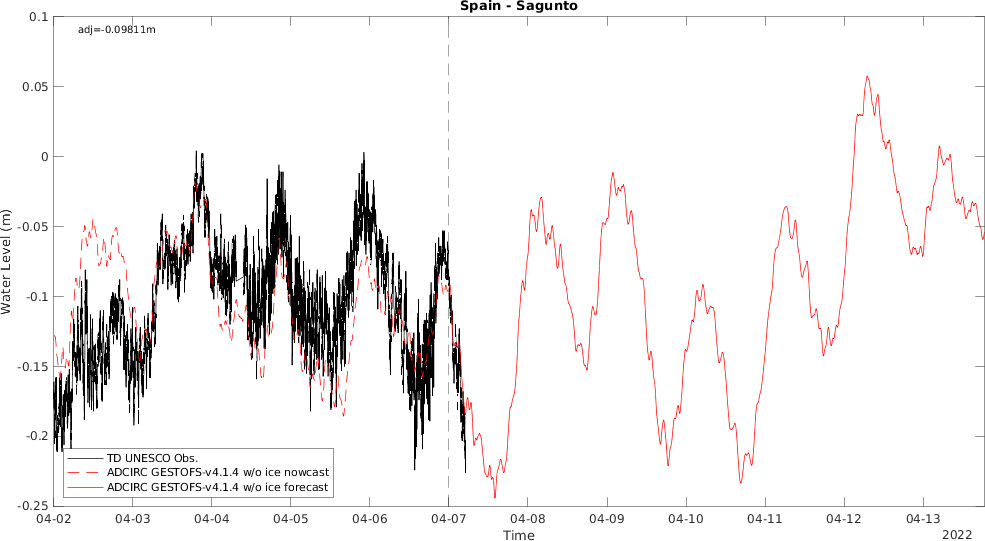 Spain - Sagunto
adj=-0.09811m
0.1
0.05
0
-0.05
-0.1
-0.15
-0.2
-0.25
Water Level (m)
TD UNESCO Obs.
ADCIRC GESTOFS-v4.1.4 w/o ice nowcast
ADCIRC GESTOFS-v4.1.4 w/o ice forecast
04-02 04-03 04-04 04-05 04-06 04-07 04-08 04-09 04-10 04-11 04-12 04-13
Time
2022